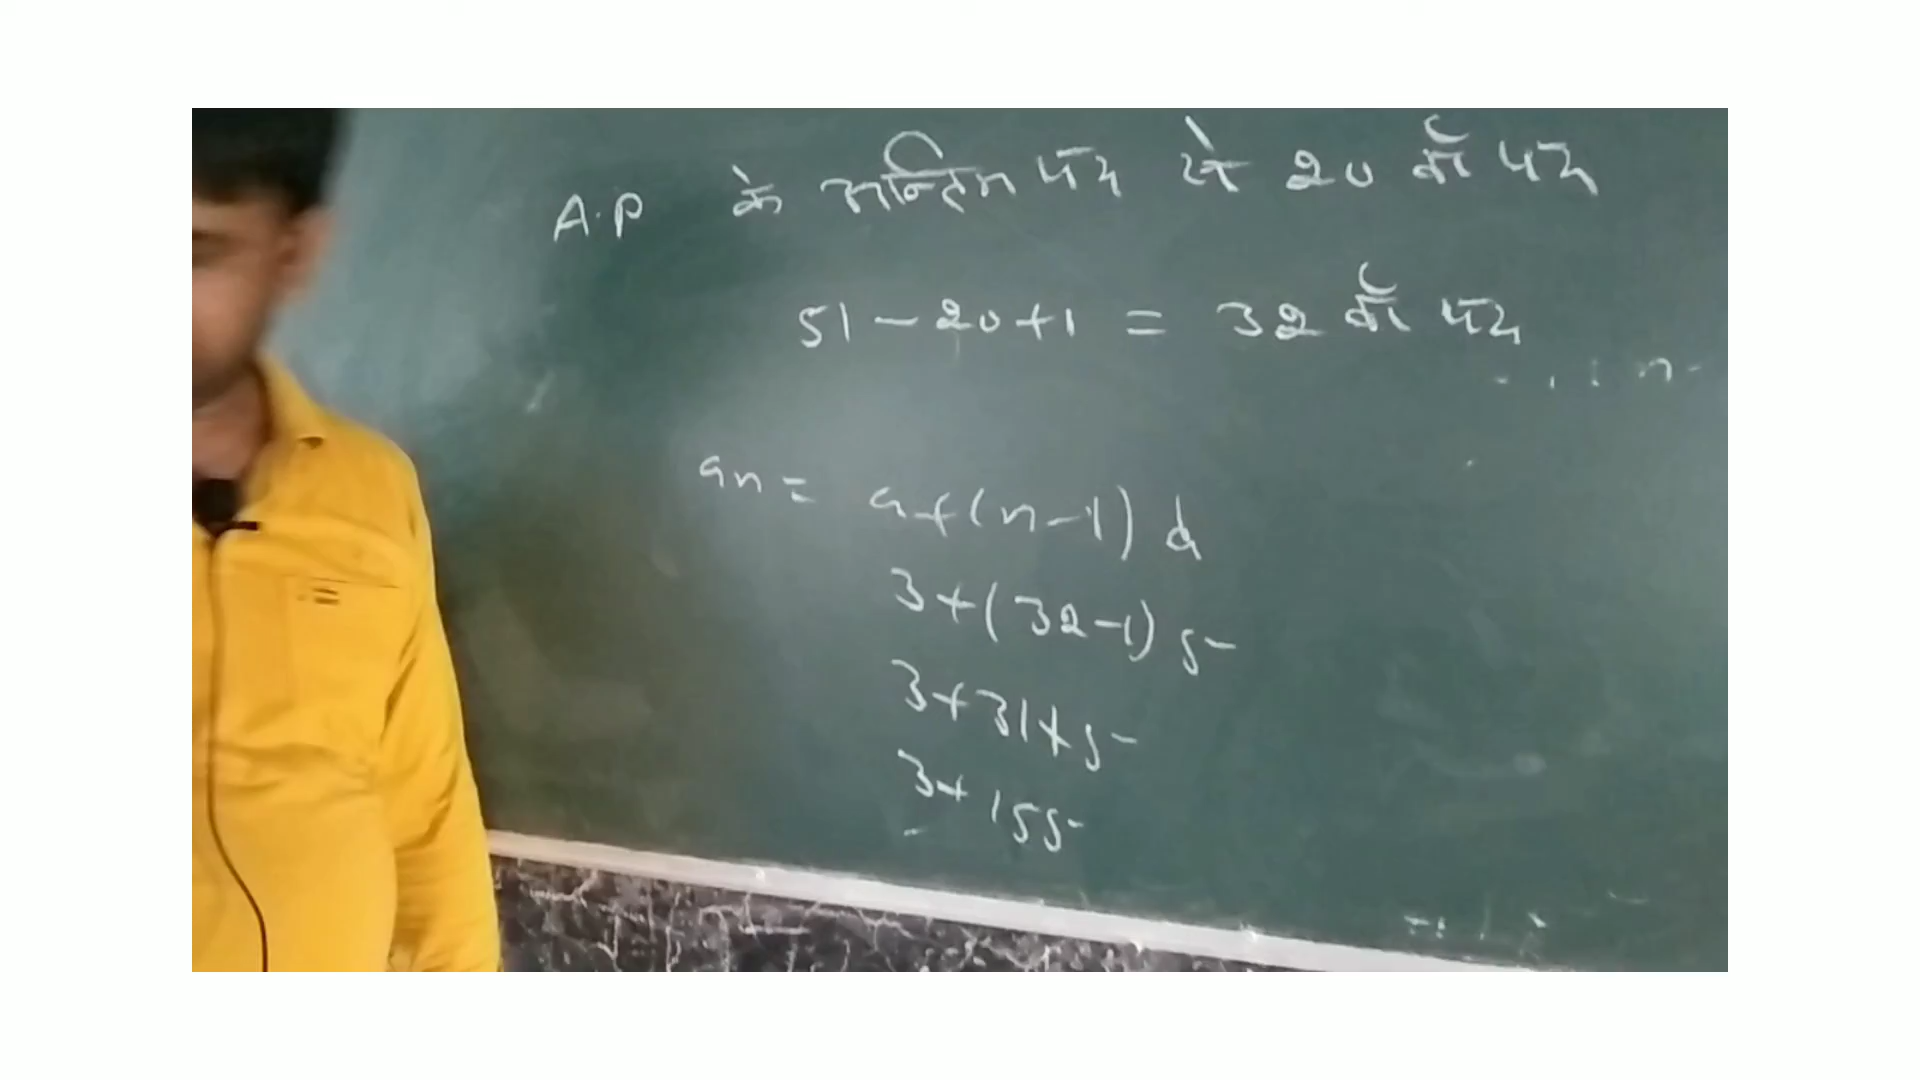 A.P के अन्तिम पद से 20 वाँ पद
51 - 20 + 1 = 32 वाँ पद
an = a + (n-1) d
3 + (32-1) 5
3 + 31 × 5
3 + 155